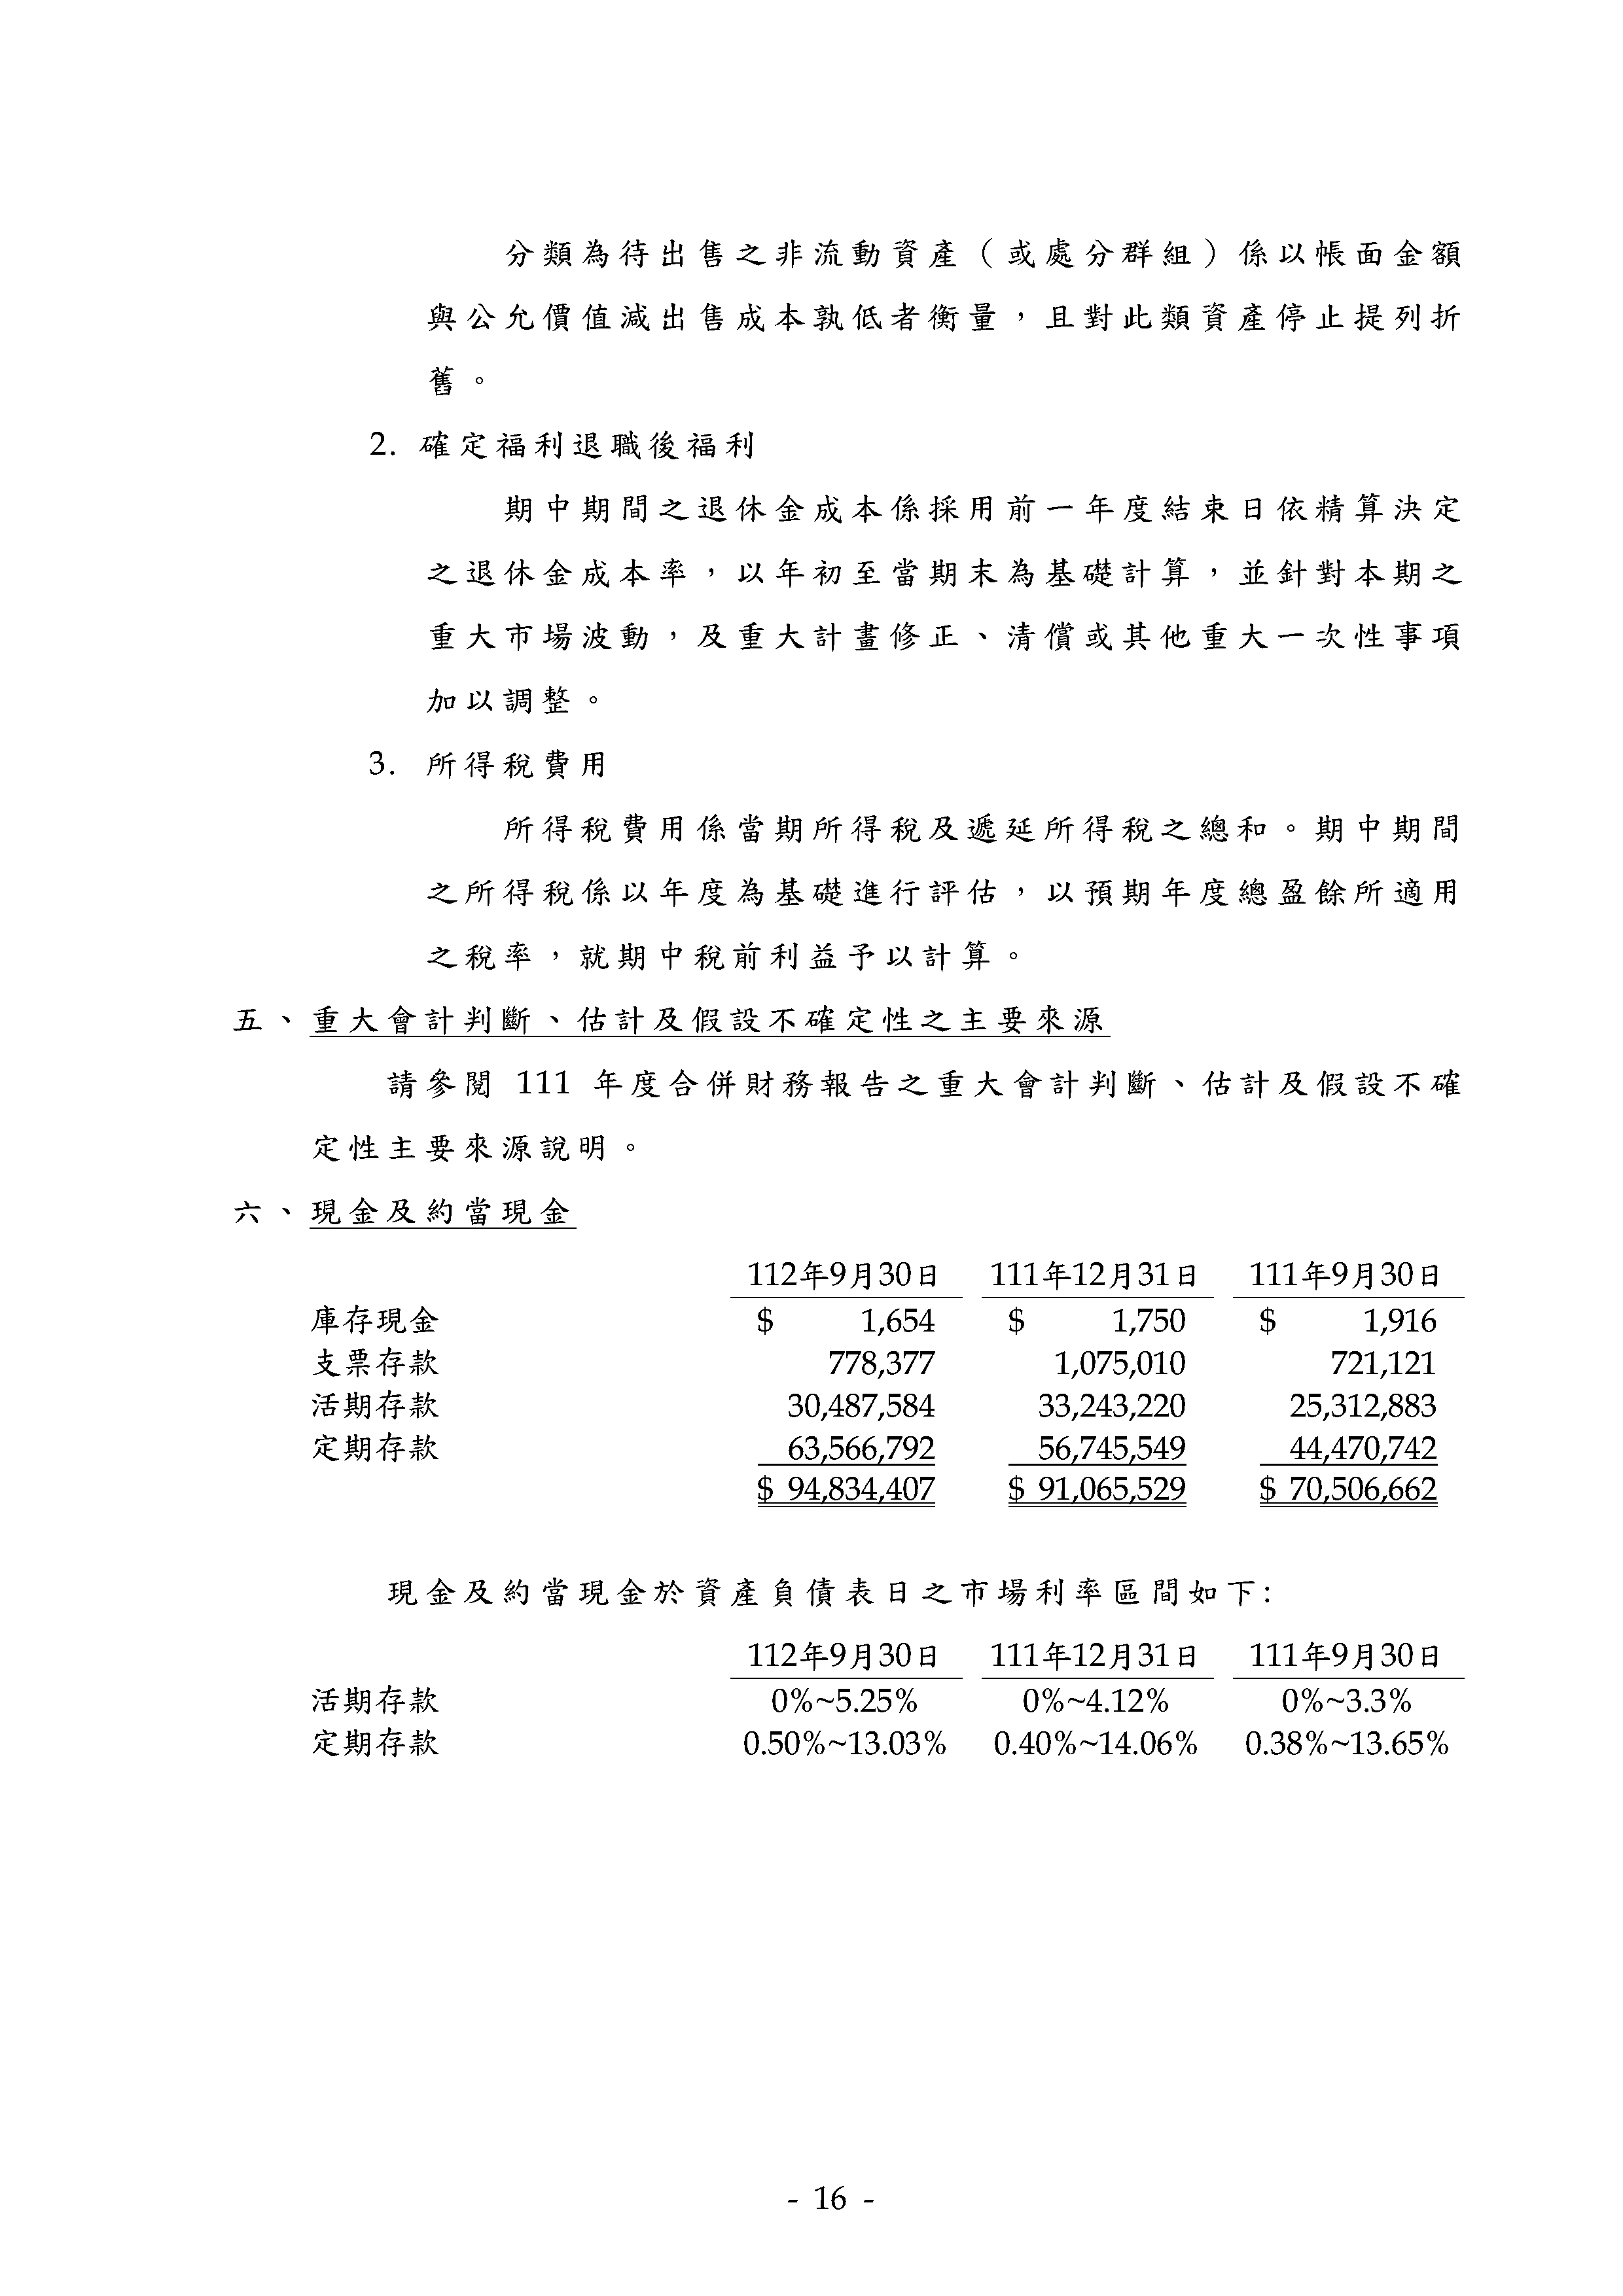 分類為待出售之非流動資產（或處分群組）係以帳面金額
與公允價值減出售成本孰低者衡量，且對此類資產停止提列折
舊。
2. 確定福利退職後福利
期中期間之退休金成本係採用前一年度結束日依精算決定
之退休金成本率，以年初至當期末為基礎計算，並針對本期之
重大市場波動，及重大計畫修正、清償或其他重大一次性事項
加以調整。
3. 所得稅費用
所得稅費用係當期所得稅及遞延所得稅之總和。期中期間
之所得稅係以年度為基礎進行評估，以預期年度總盈餘所適用
之稅率，就期中稅前利益予以計算。
五、重大會計判斷、估計及假設不確定性之主要來源
請參閱 111 年度合併財務報告之重大會計判斷、估計及假設不確
定性主要來源說明。
六、現金及約當現金
112年9月30日 111年12月31日 111年9月30日
庫存現金 $ 1,654 $ 1,750 $ 1,916
支票存款 778,377 1,075,010 721,121
活期存款 30,487,584 33,243,220 25,312,883
定期存款 63,566,792 56,745,549 44,470,742
$ 94,834,407 $ 91,065,529 $ 70,506,662
現金及約當現金於資產負債表日之市場利率區間如下:
112年9月30日 111年12月31日 111年9月30日
活期存款 0%~5.25% 0%~4.12% 0%~3.3%
定期存款 0.50%~13.03% 0.40%~14.06% 0.38%~13.65%
- 16 -